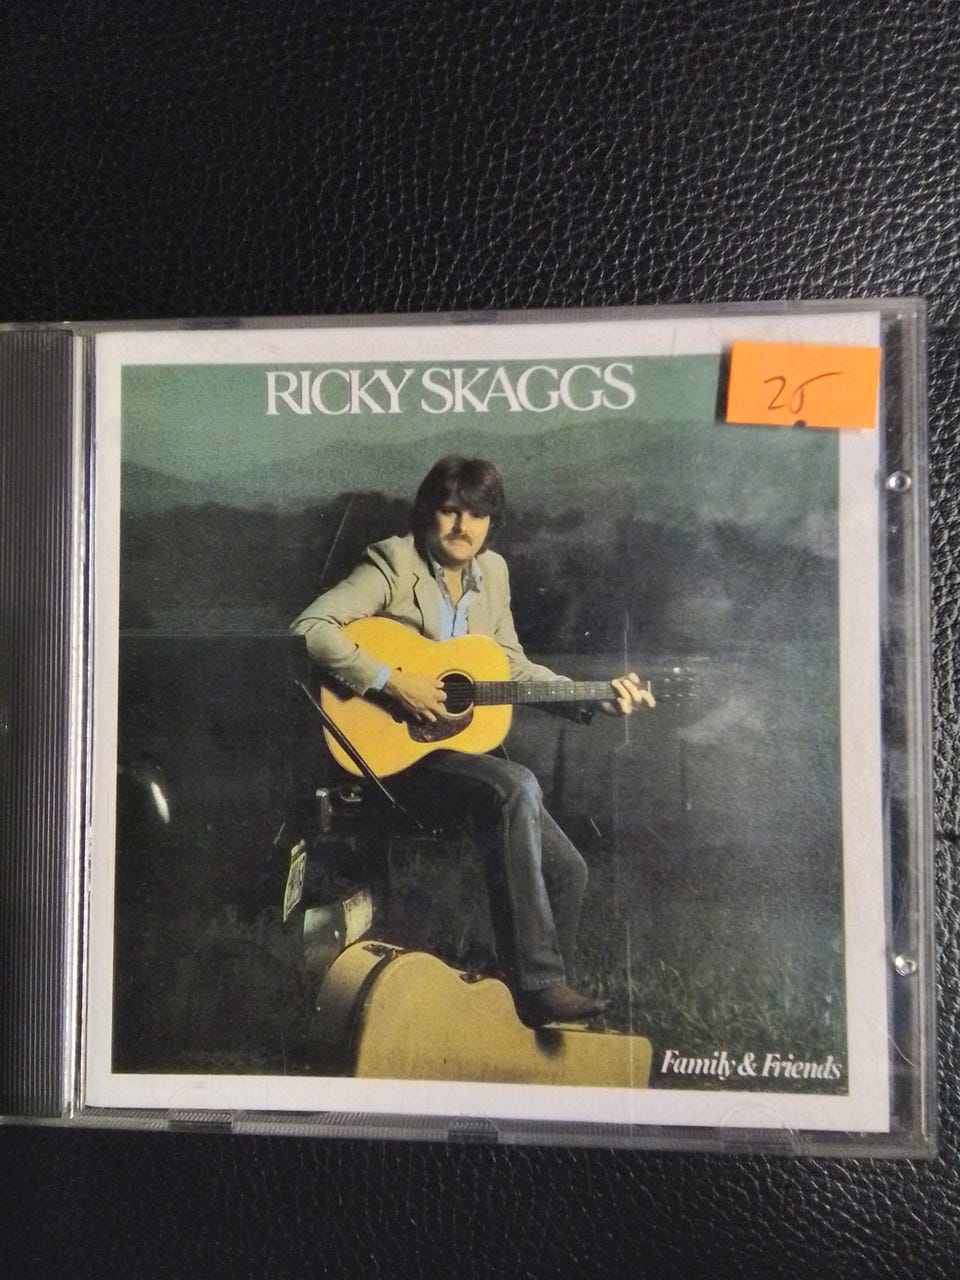 RICKY SKAGGS
25
Family & Friends